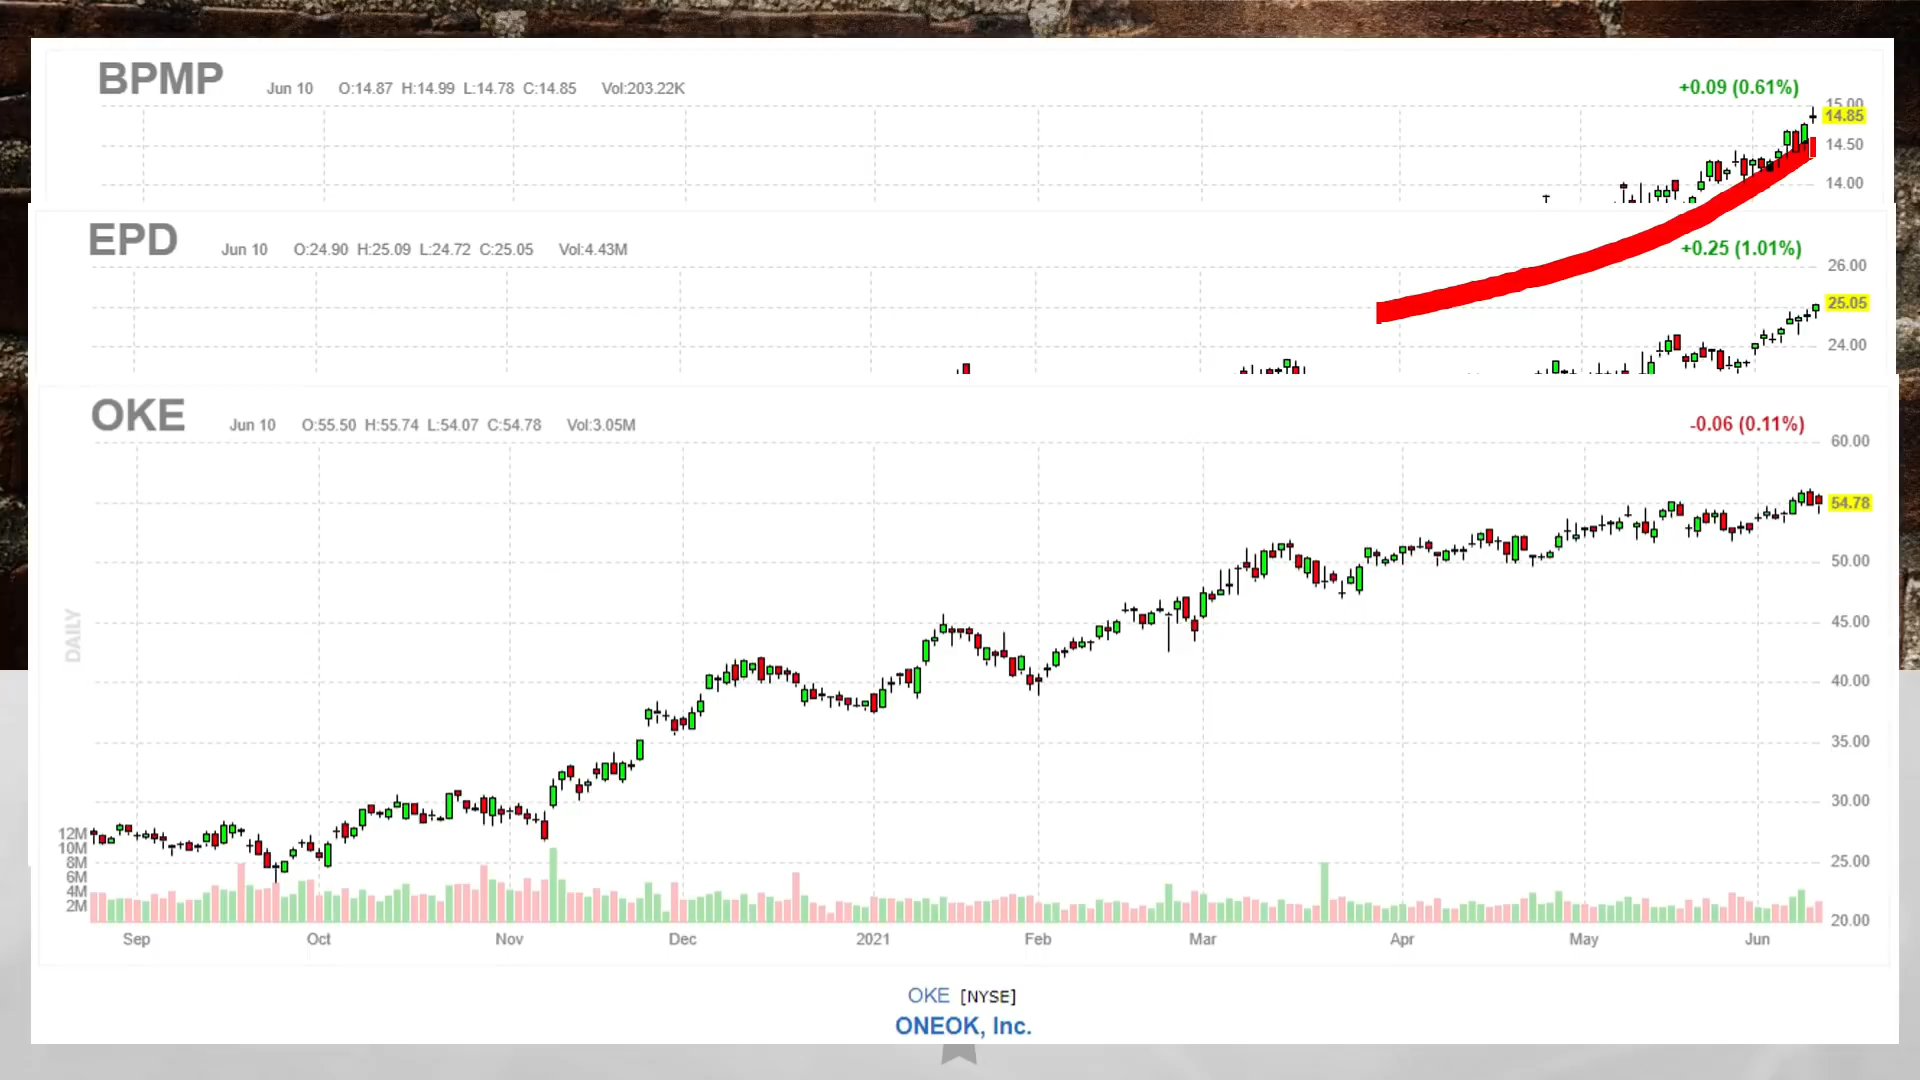 BPMP Jun 10 O:14.87 H:14.99 L:14.78 C:14.85 Vol:203.22K +0.09 (0.61%)
15.00
14.85
14.50
14.00
EPD Jun 10 O:24.90 H:25.09 L:24.72 C:25.05 Vol:4.43M +0.25 (1.01%)
26.00
25.05
24.00
OKE Jun 10 O:55.50 H:55.74 L:54.07 C:54.78 Vol:3.05M -0.06 (0.11%)
60.00
54.78
50.00
45.00
40.00
35.00
30.00
25.00
20.00
DAILY
12M
10M
8M
6M
4M
2M
Sep Oct Nov Dec 2021 Feb Mar Apr May Jun
OKE [NYSE]
ONEOK, Inc.